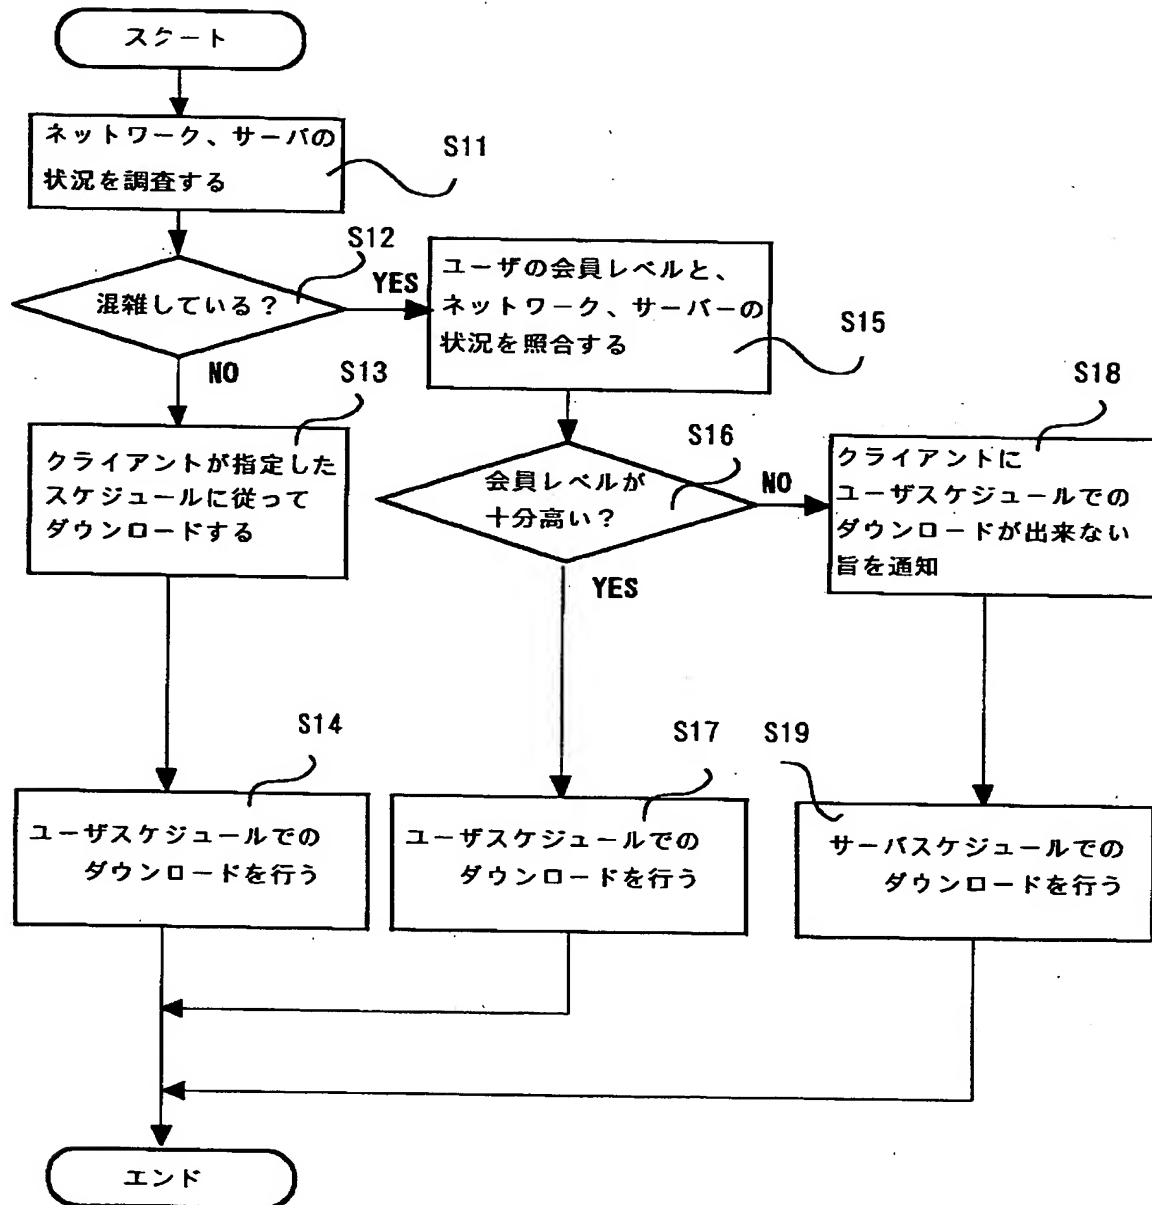 スタート
ネットワーク、サーバの
状況を調査する
S11
S12
混雑している？
YES
NO
ユーザの会員レベルと、
ネットワーク、サーバーの
状況を照合する
S15
S13
クライアントが指定した
スケジュールに従って
ダウンロードする
S16
会員レベルが
十分高い？
NO
YES
S18
クライアントに
ユーザスケジュールでの
ダウンロードが出来ない
旨を通知
S14
ユーザスケジュールでの
ダウンロードを行う
S17
ユーザスケジュールでの
ダウンロードを行う
S19
サーバスケジュールでの
ダウンロードを行う
エンド